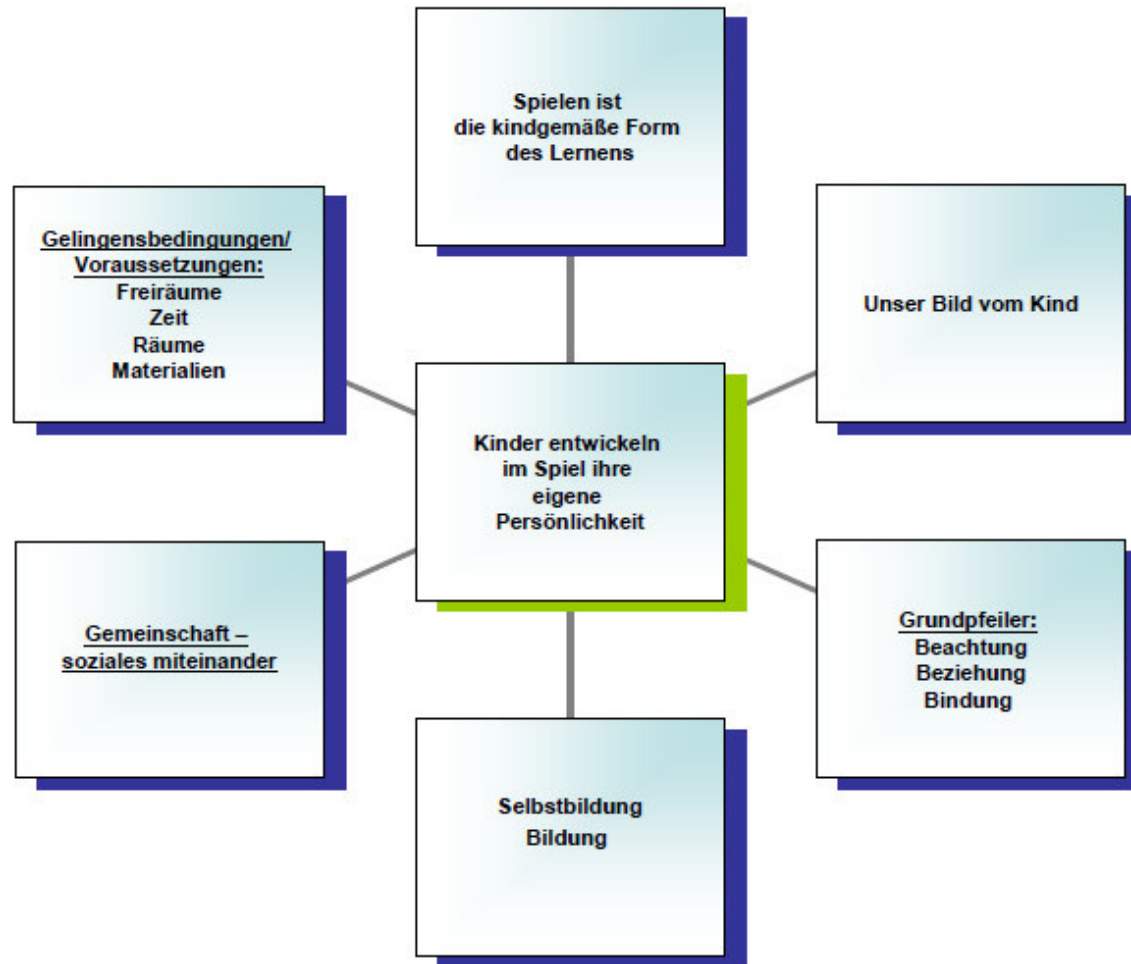 Spielen ist
die kindgemäße Form
des Lernens
Gelingensbedingungen/
Voraussetzungen:
Freiräume
Zeit
Räume
Materialien
Unser Bild vom Kind
Kinder entwickeln
im Spiel ihre
eigene
Persönlichkeit
Gemeinschaft –
soziales miteinander
Grundpfeiler:
Beachtung
Beziehung
Bindung
Selbstbildung
Bildung